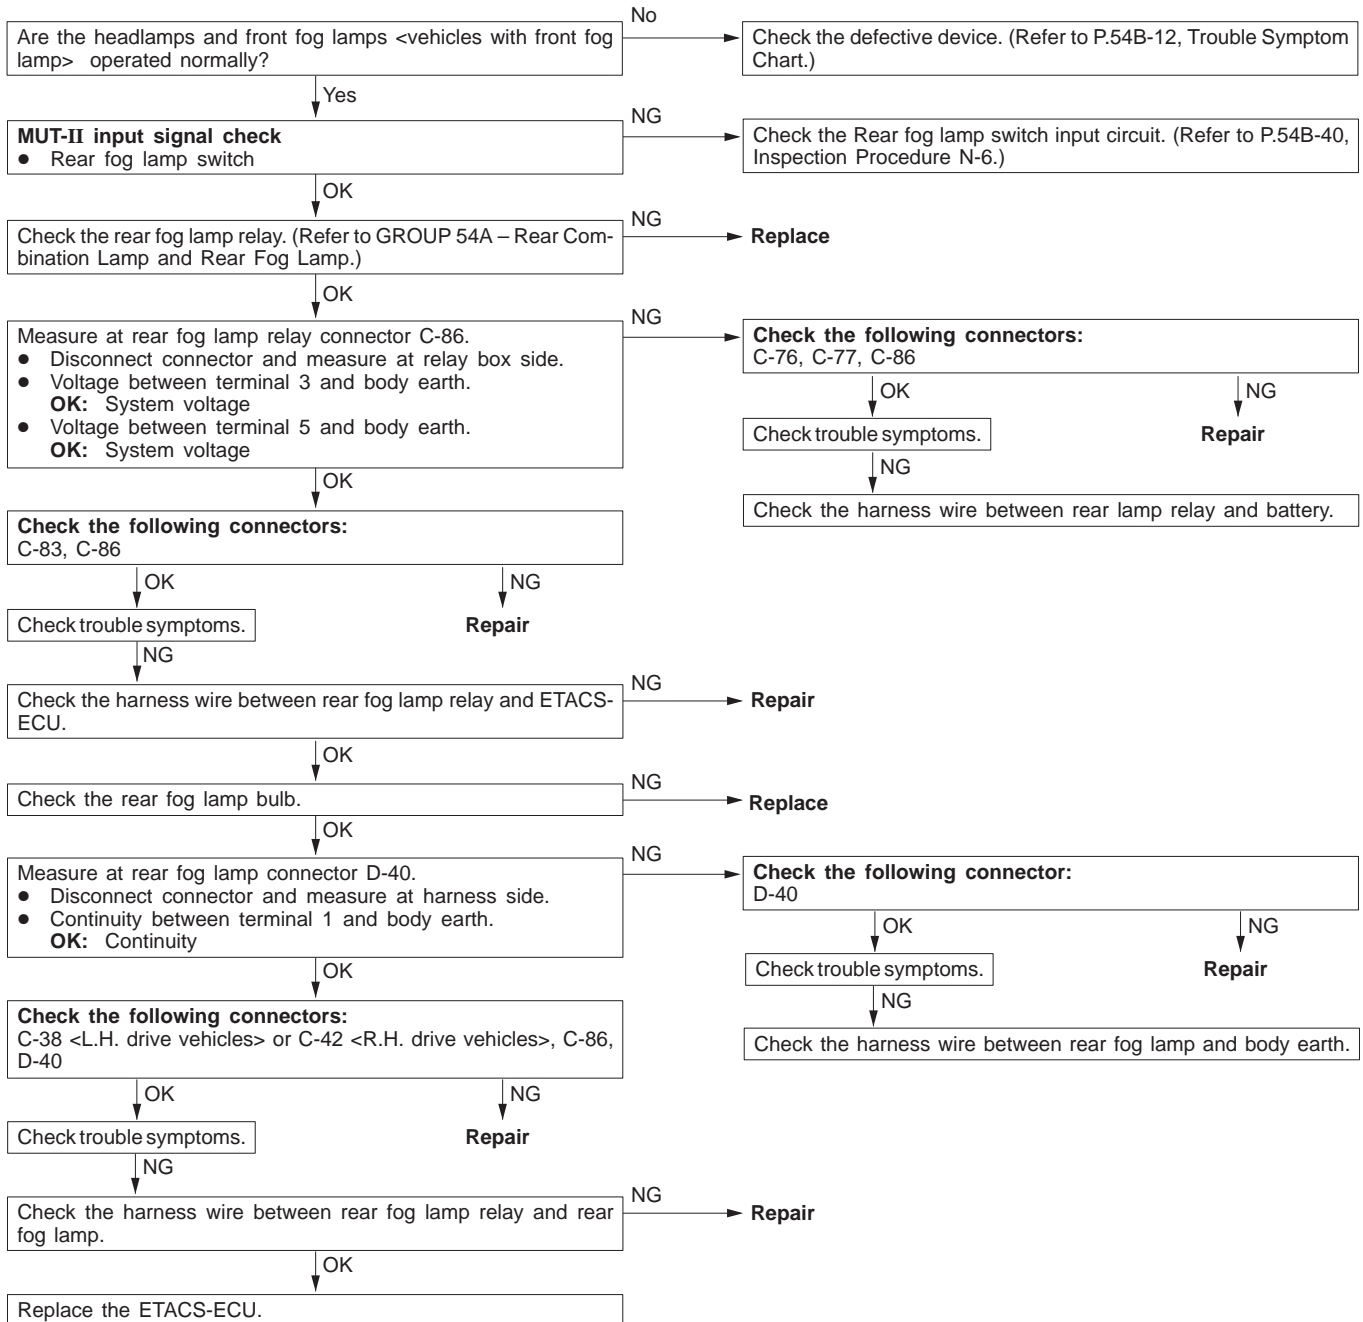 Are the headlamps and front fog lamps <vehicles with front fog
lamp> operated normally?
No
Check the defective device. (Refer to P.54B-12, Trouble Symptom
Chart.)
Yes
MUT-II input signal check
● Rear fog lamp switch
NG
Check the Rear fog lamp switch input circuit. (Refer to P.54B-40,
Inspection Procedure N-6.)
OK
Check the rear fog lamp relay. (Refer to GROUP 54A – Rear Com-
bination Lamp and Rear Fog Lamp.)
NG
Replace
OK
Measure at rear fog lamp relay connector C-86.
● Disconnect connector and measure at relay box side.
● Voltage between terminal 3 and body earth.
OK: System voltage
● Voltage between terminal 5 and body earth.
OK: System voltage
NG
Check the following connectors:
C-76, C-77, C-86
OK
NG
Check trouble symptoms.
Repair
NG
Check the harness wire between rear lamp relay and battery.
OK
Check the following connectors:
C-83, C-86
OK
NG
Check trouble symptoms.
Repair
NG
Check the harness wire between rear fog lamp relay and ETACS-
ECU.
NG
Repair
OK
Check the rear fog lamp bulb.
NG
Replace
OK
Measure at rear fog lamp connector D-40.
● Disconnect connector and measure at harness side.
● Continuity between terminal 1 and body earth.
OK: Continuity
NG
Check the following connector:
D-40
OK
NG
Check trouble symptoms.
Repair
NG
Check the harness wire between rear fog lamp and body earth.
OK
Check the following connectors:
C-38 <L.H. drive vehicles> or C-42 <R.H. drive vehicles>, C-86,
D-40
OK
NG
Check trouble symptoms.
Repair
NG
Check the harness wire between rear fog lamp relay and rear
fog lamp.
NG
Repair
OK
Replace the ETACS-ECU.